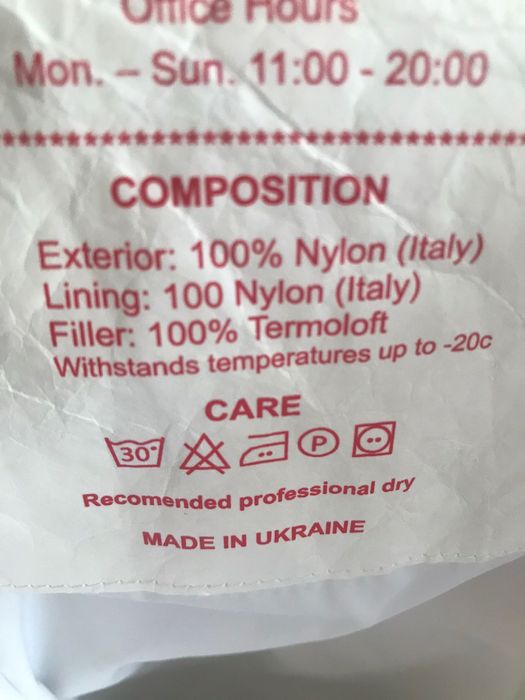 Office Hours
Mon. – Sun. 11:00 - 20:00
COMPOSITION
Exterior: 100% Nylon (Italy)
Lining: 100 Nylon (Italy)
Filler: 100% Termoloft
Withstands temperatures up to -20c
CARE
30° P
Recomended professional dry
MADE IN UKRAINE